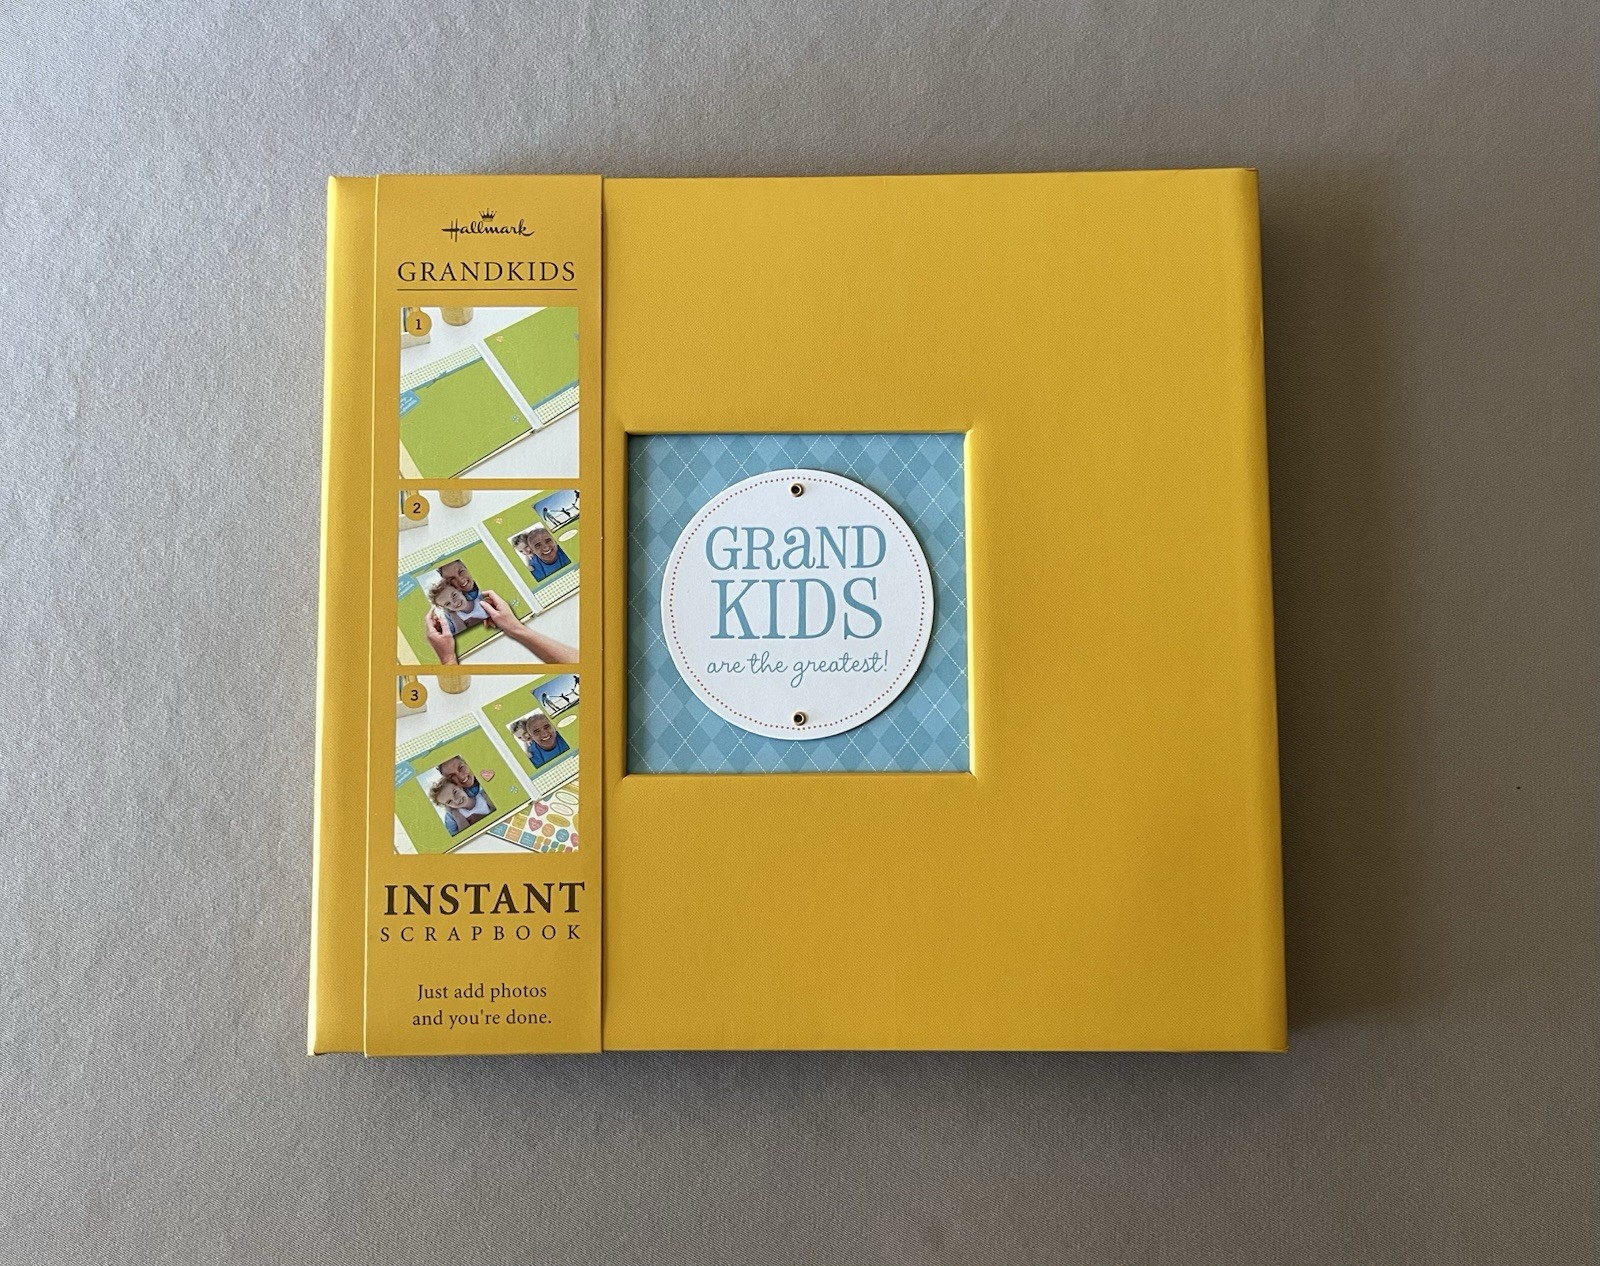 Hallmark
GRANDKIDS
1
2
3
INSTANT
SCRAPBOOK
Just add photos
and you're done.
GRaND
KIDS
are the greatest!